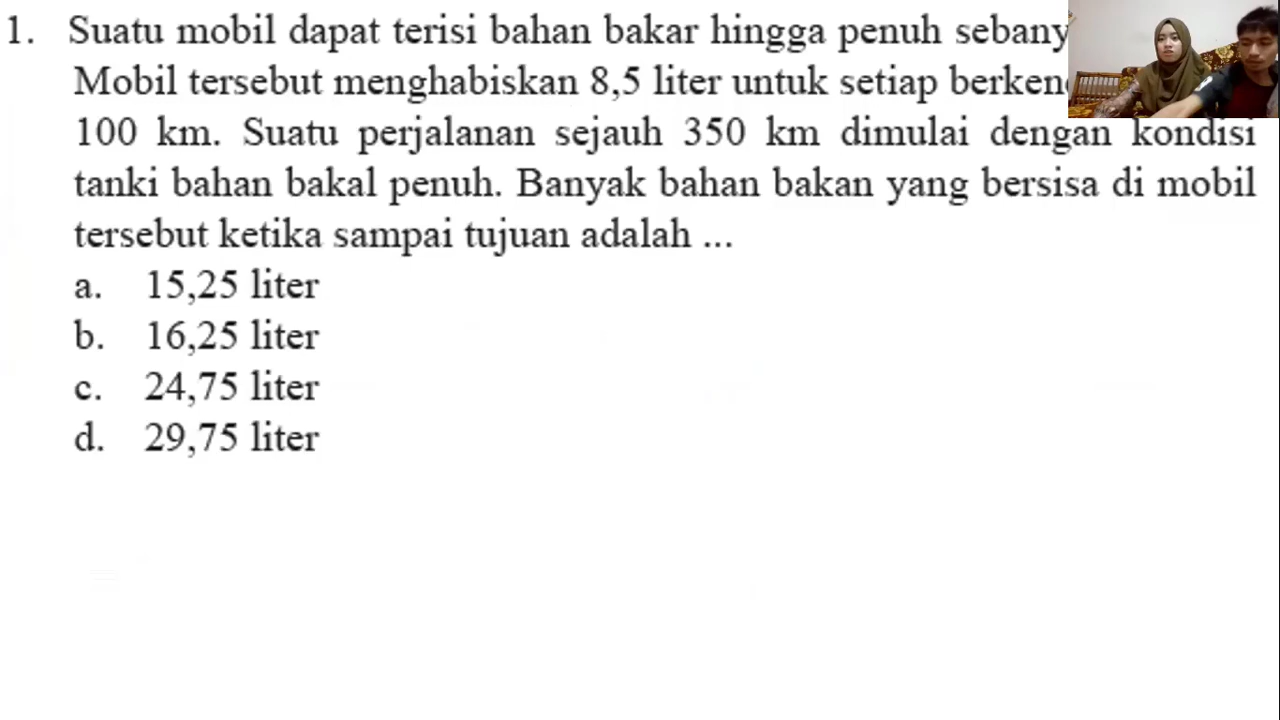 1. Suatu mobil dapat terisi bahan bakar hingga penuh
Mobil tersebut menghabiskan 8,5 liter untuk setiap
100 km. Suatu perjalanan sejauh 350 km dimulai dengan kondisi
tanki bahan bakal penuh. Banyak bahan bakan yang bersisa di mobil
tersebut ketika sampai tujuan adalah ...
a. 15,25 liter
b. 16,25 liter
c. 24,75 liter
d. 29,75 liter